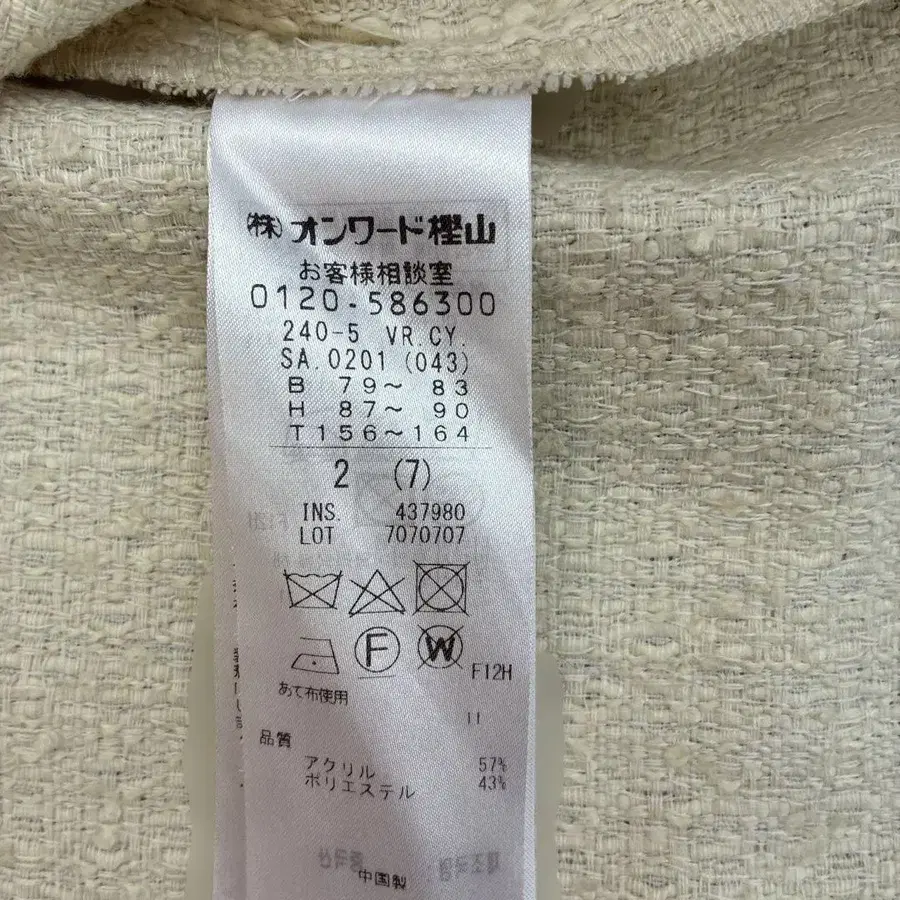 (株)オンワード樫山
お客様相談室
0120-586300
240-5 VR.CY.
SA.0201 (043)
B 79～ 83
H 87～ 90
T156～164
2 (7)
INS. 437980
LOT 7070707
F W
F12H
あて布使用
11
品質
アクリル 57%
ポリエステル 43%
中国製